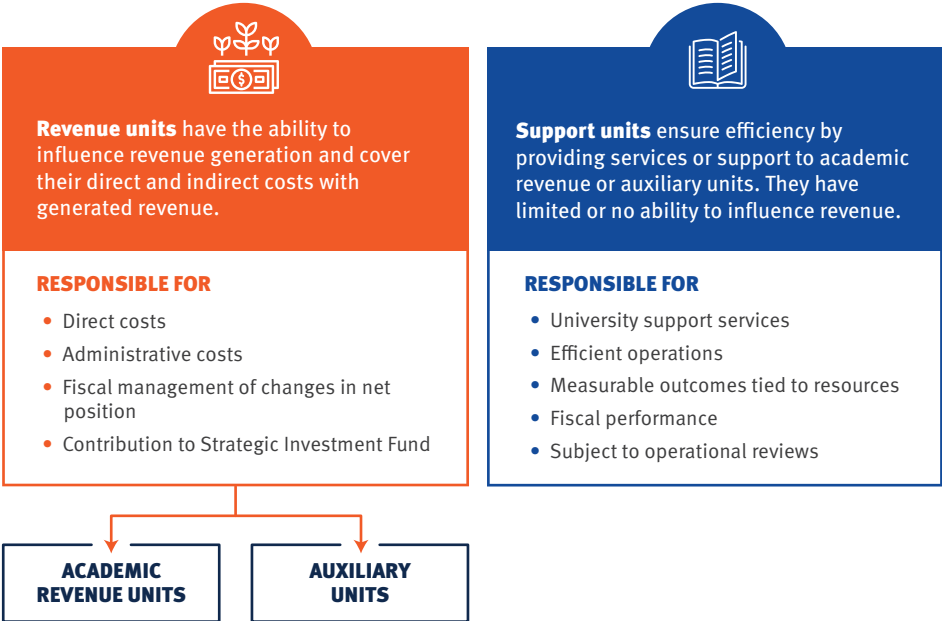 $
Revenue units have the ability to
influence revenue generation and cover
their direct and indirect costs with
generated revenue.
RESPONSIBLE FOR
• Direct costs
• Administrative costs
• Fiscal management of changes in net
position
• Contribution to Strategic Investment Fund
ACADEMIC
REVENUE UNITS
AUXILIARY
UNITS
Support units ensure efficiency by
providing services or support to academic
revenue or auxiliary units. They have
limited or no ability to influence revenue.
RESPONSIBLE FOR
• University support services
• Efficient operations
• Measurable outcomes tied to resources
• Fiscal performance
• Subject to operational reviews